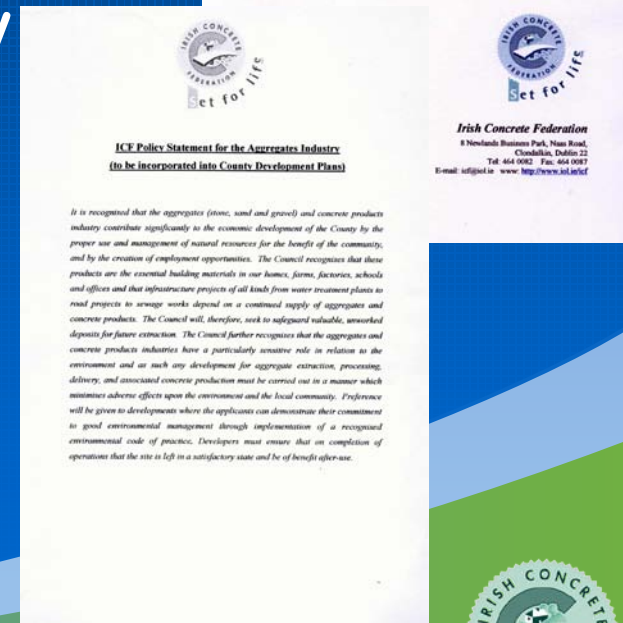 y
IRISH CONCRETE
FEDERATION
set for life
ICF Policy Statement for the Aggregates Industry
(to be incorporated into County Development Plans)
It is recognized that the aggregates (stone, sand and gravel) and concrete products
industry contribute significantly to the economic development of the County by the
proper use and management of natural resources for the benefit of the community,
and by the creation of employment opportunities. The Council recognises that these
products are the essential building materials in our homes, farms, factories, schools
and offices and that infrastructure projects of all kinds from water treatment plants to
road projects to sewage works depend on a continued supply of aggregates and
concrete products. The Council will, therefore, seek to safeguard valuable, unworked
deposits for future extraction. The Council further recognises that the aggregates and
concrete products industries have a particularly sensitive role in relation to the
environment and as such any development for aggregate extraction, processing,
delivery, and associated concrete production must be carried out in a manner which
minimises adverse effects upon the environment and the local community. Preference
will be given to developments where the applicants can demonstrate their commitment
to good environmental management through implementation of a recognised
environmental code of practice. Developers must ensure that on completion of
operations that the site is left in a satisfactory state and be of benefit after-use.
IRISH CONCRETE
FEDERATION
set for life
Irish Concrete Federation
8 Newlands Business Park, Naas Road,
Clondalkin, Dublin 22
Tel: 464 0082 Fax: 464 0087
E-mail: icf@iol.ie www: http://www.iol.ie/icf
IRISH CONCRETE